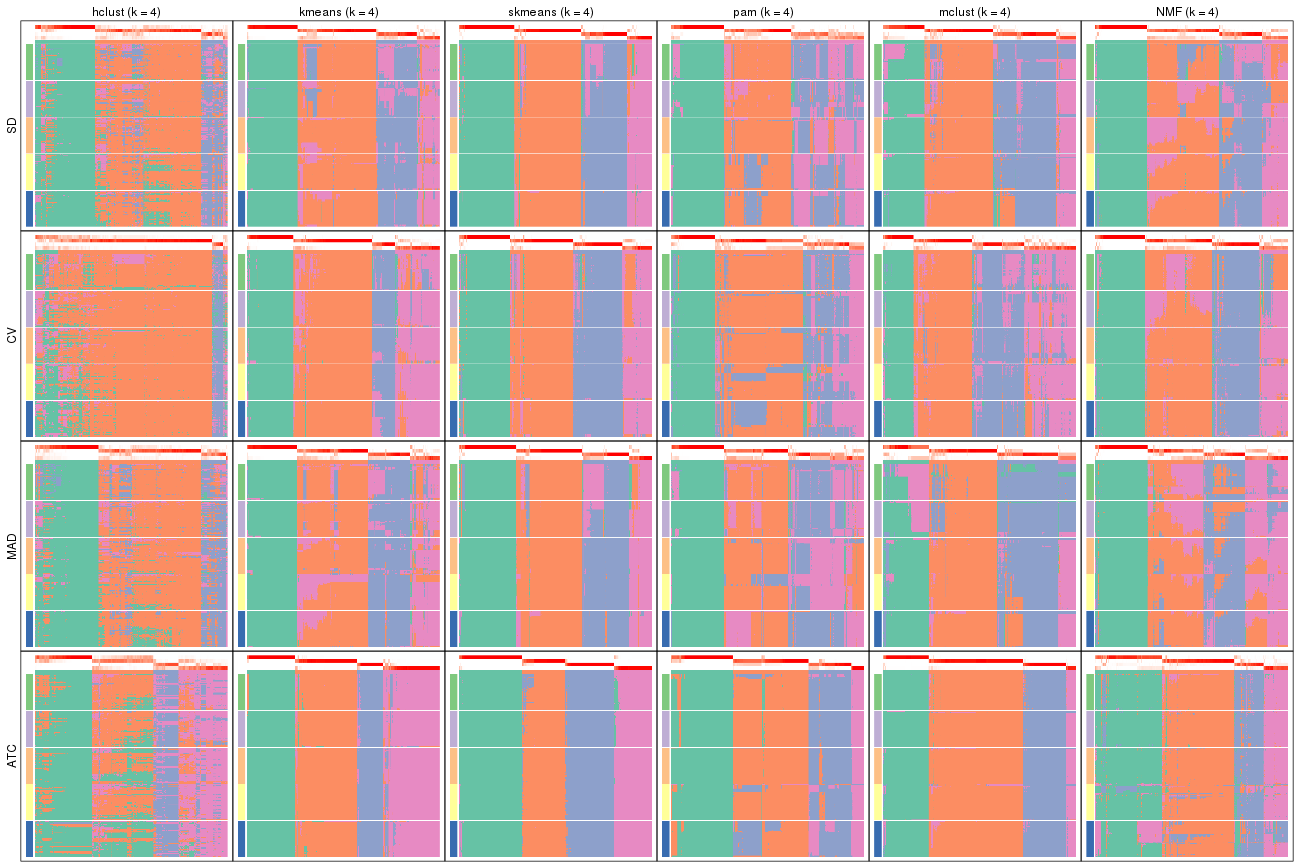 hclust (k = 4) kmeans (k = 4) skmeans (k = 4) pam (k = 4) mclust (k = 4) NMF (k = 4)
SD
CV
MAD
ATC